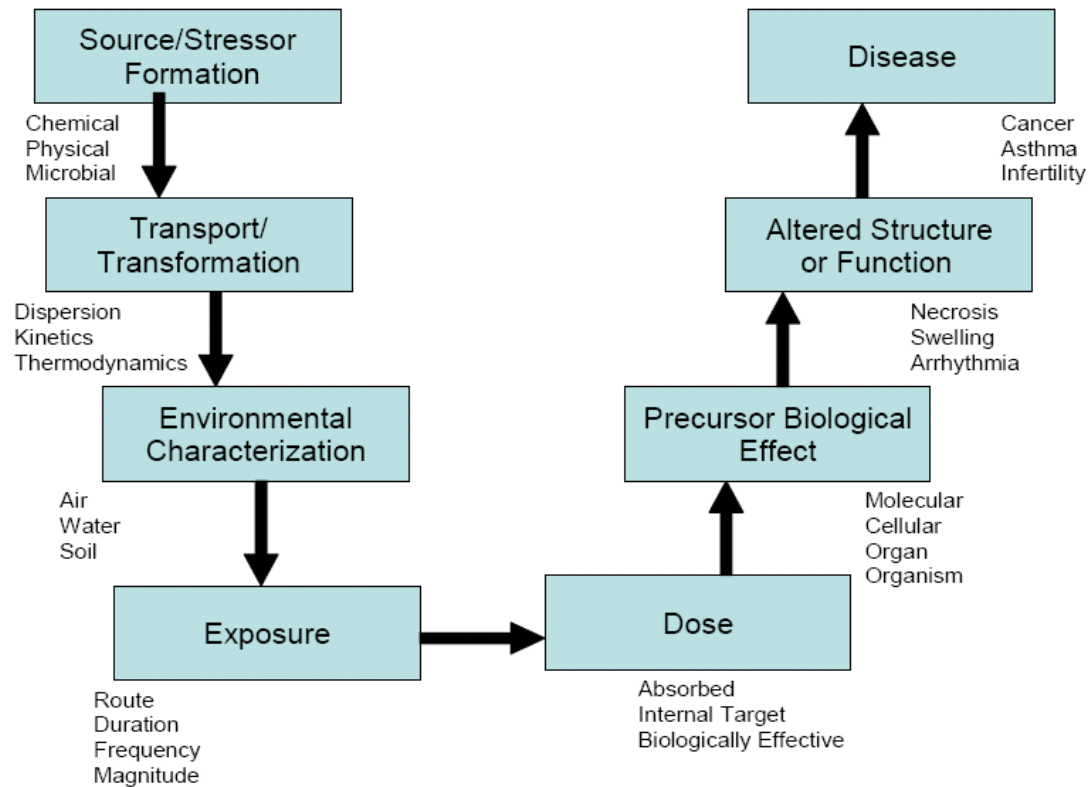 Source/Stressor
Formation
Chemical
Physical
Microbial
Transport/
Transformation
Dispersion
Kinetics
Thermodynamics
Environmental
Characterization
Air
Water
Soil
Exposure
Route
Duration
Frequency
Magnitude
Dose
Absorbed
Internal Target
Biologically Effective
Precursor Biological
Effect
Molecular
Cellular
Organ
Organism
Altered Structure
or Function
Necrosis
Swelling
Arrhythmia
Disease
Cancer
Asthma
Infertility